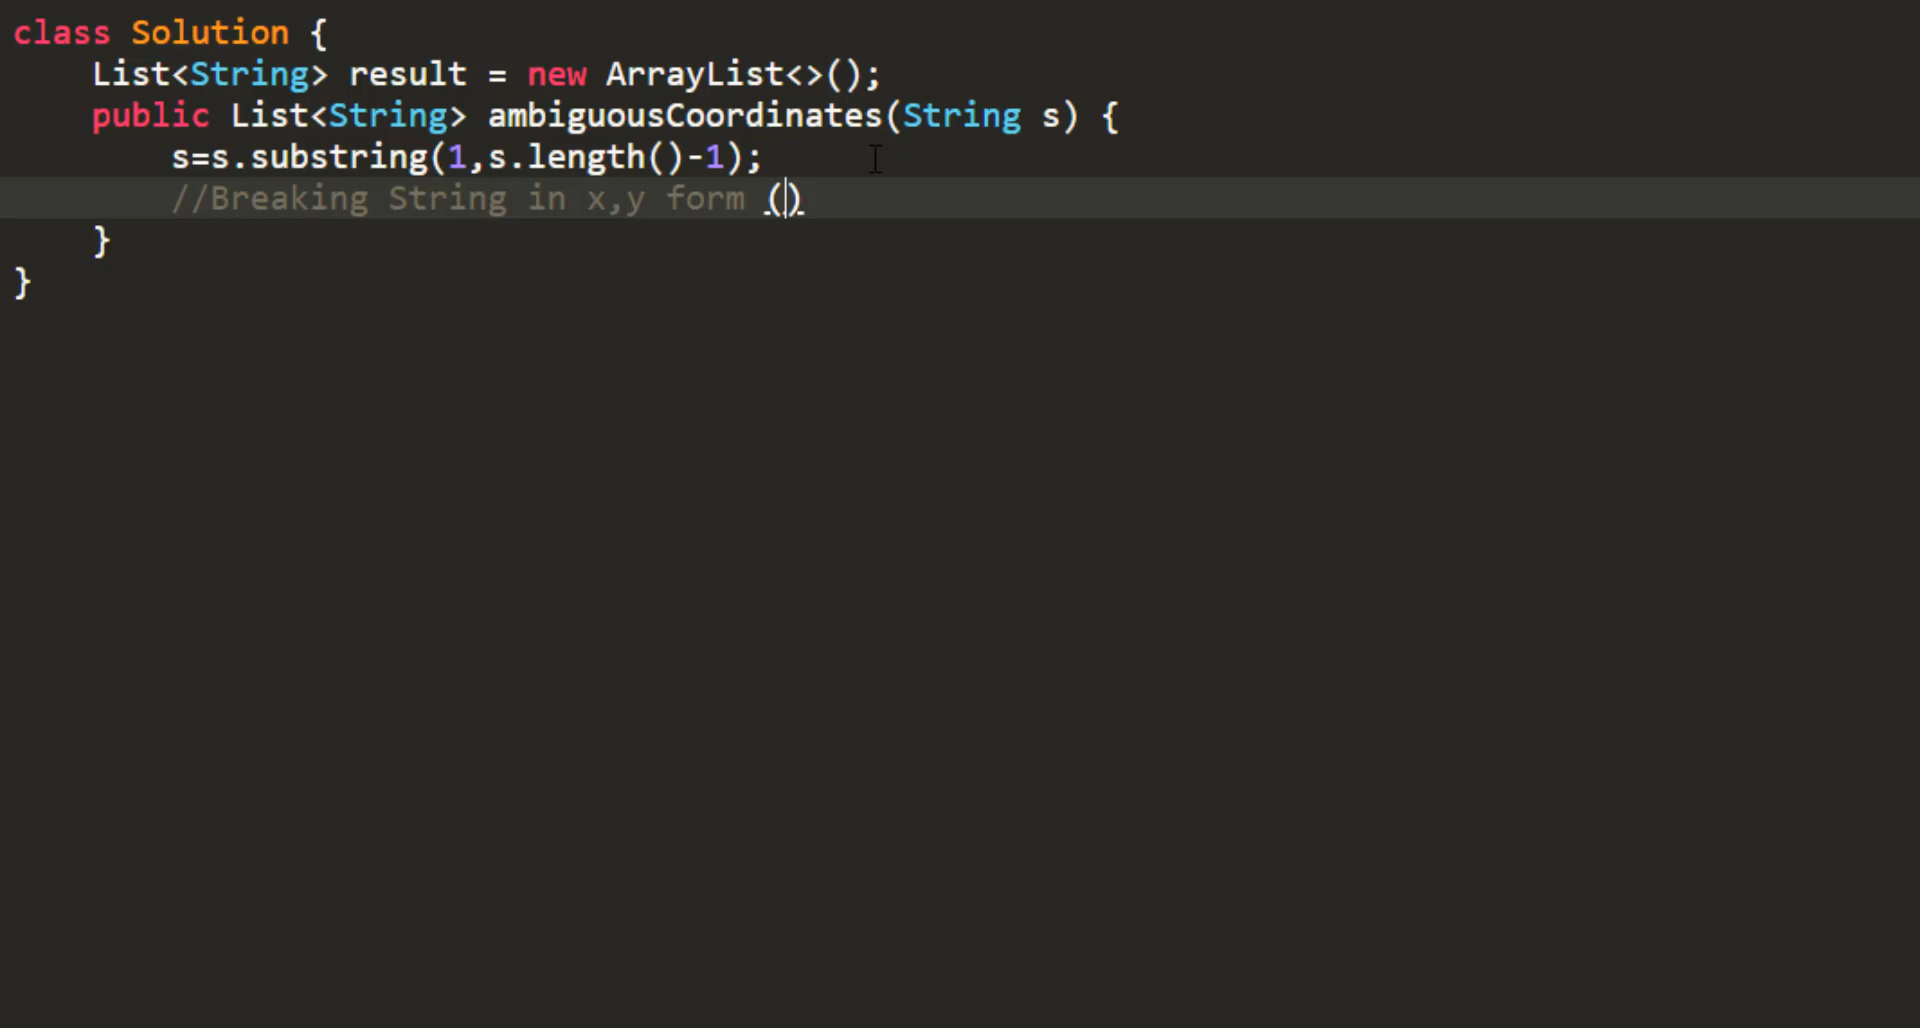 class Solution {
    List<String> result = new ArrayList<>();
    public List<String> ambiguousCoordinates(String s) {
        s=s.substring(1,s.length()-1);
        //Breaking String in x,y form ()
    }
}